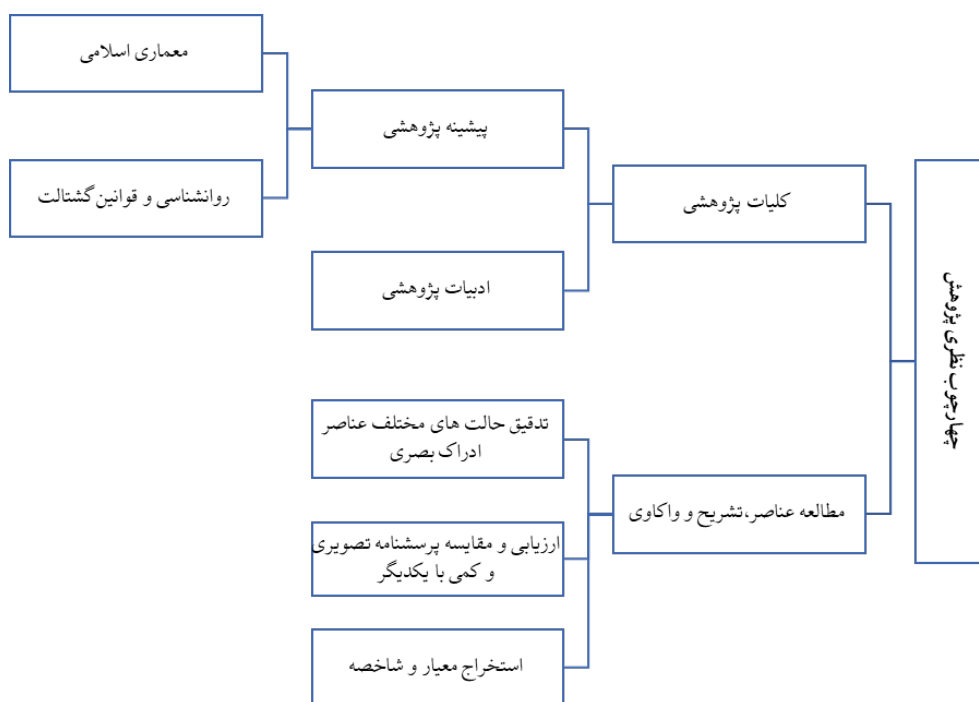 چهارچوب نظری پژوهش
کلیات پژوهشی
پیشینه پژوهشی
معماری اسلامی
روانشناسی و قوانین گشتالت
ادبیات پژوهشی
مطالعه عناصر،تشریح و واکاوی
تدقیق حالت های مختلف عناصر
ادراک بصری
ارزیابی و مقایسه پرسشنامه تصویری
و کمی با یکدیگر
استخراج معیار و شاخصه